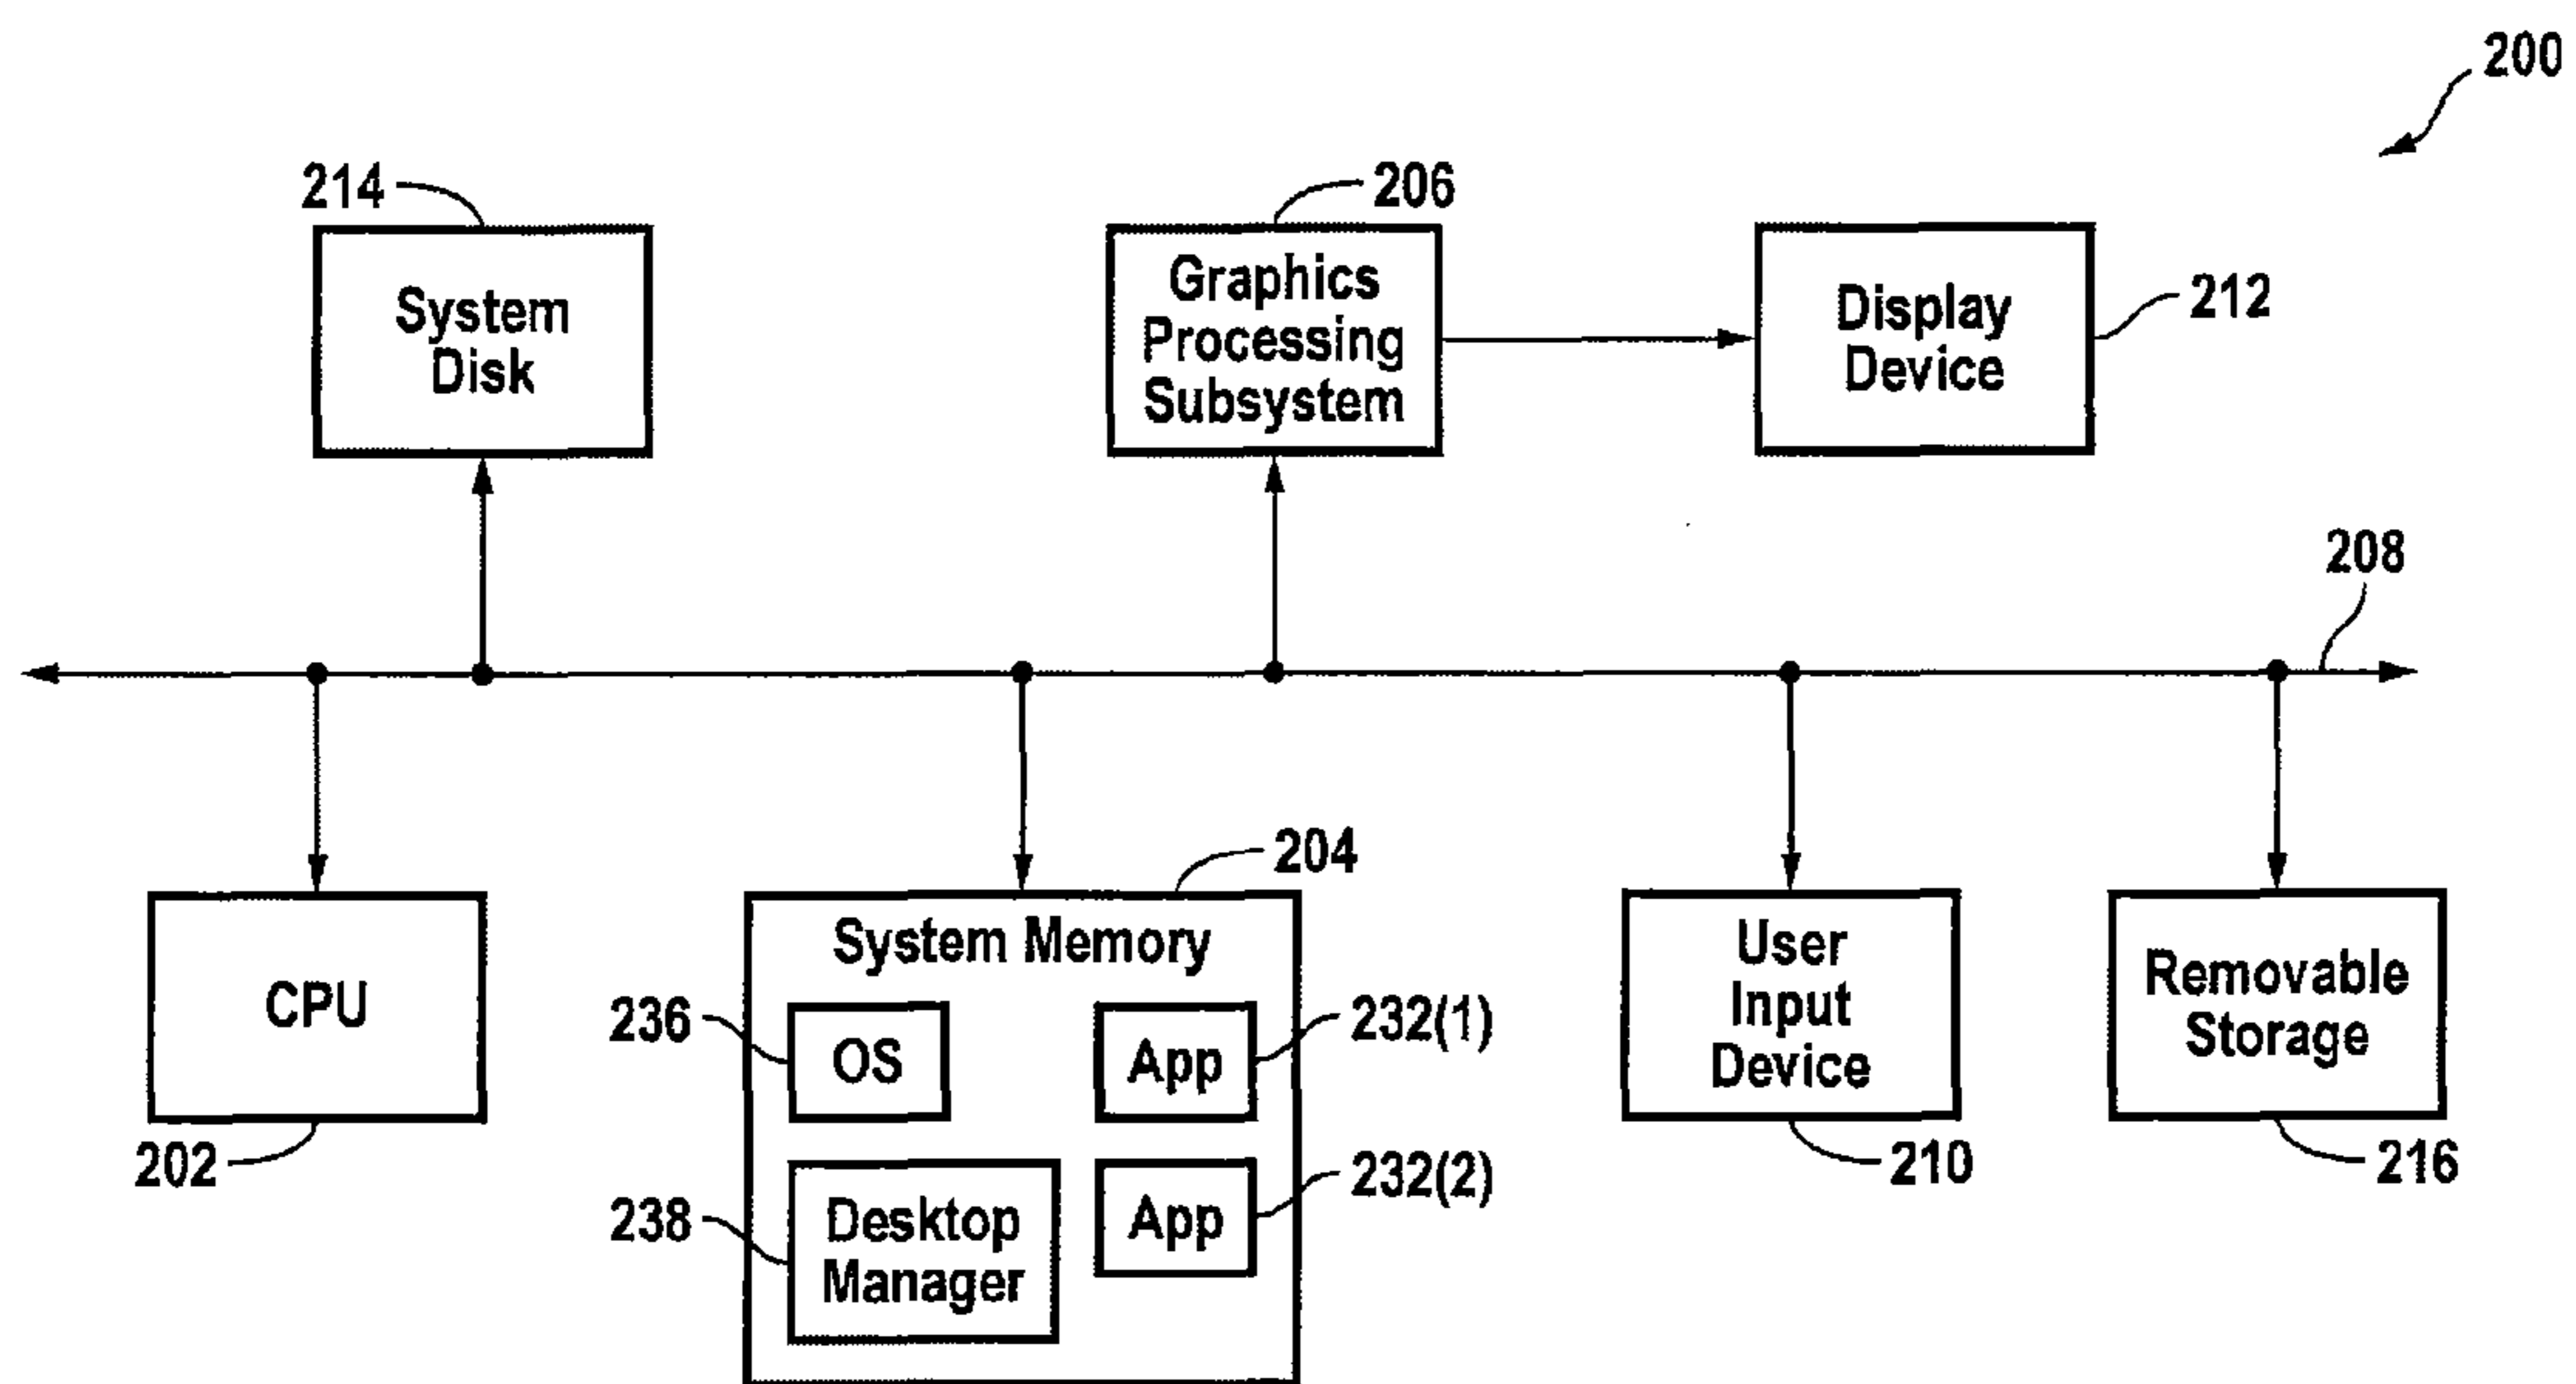 200
214
206
System
Disk
Graphics
Processing
Subsystem
Display
Device
212
208
204
CPU
202
System Memory
236
OS
App
232(1)
238
Desktop
Manager
App
232(2)
User
Input
Device
210
Removable
Storage
216